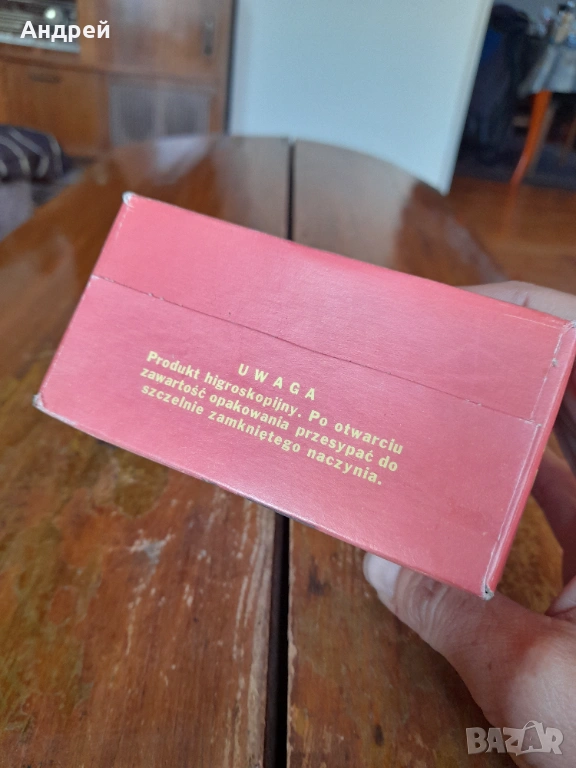 Андрей
UWAGA
Produkt higroskopijny. Po otwarciu
zawartość opakowania przesypać do
szczelnie zamkniętego naczynia.
BAZAR